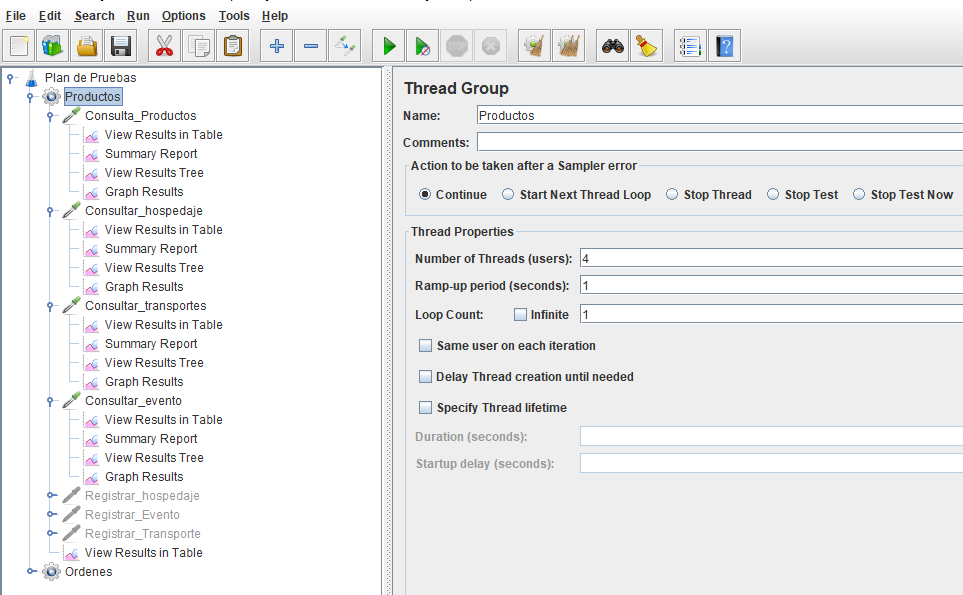 File Edit Search Run Options Tools Help
STOP
?
Plan de Pruebas
Productos
Consulta_Productos
View Results in Table
Summary Report
View Results Tree
Graph Results
Consultar_hospedaje
View Results in Table
Summary Report
View Results Tree
Graph Results
Consultar_transportes
View Results in Table
Summary Report
View Results Tree
Graph Results
Consultar_evento
View Results in Table
Summary Report
View Results Tree
Graph Results
Registrar_hospedaje
Registrar_Evento
Registrar_Transporte
View Results in Table
Ordenes
Thread Group
Name: Productos
Comments:
Action to be taken after a Sampler error
Continue Start Next Thread Loop Stop Thread Stop Test Stop Test Now
Thread Properties
Number of Threads (users): 4
Ramp-up period (seconds): 1
Loop Count: Infinite 1
Same user on each iteration
Delay Thread creation until needed
Specify Thread lifetime
Duration (seconds):
Startup delay (seconds):